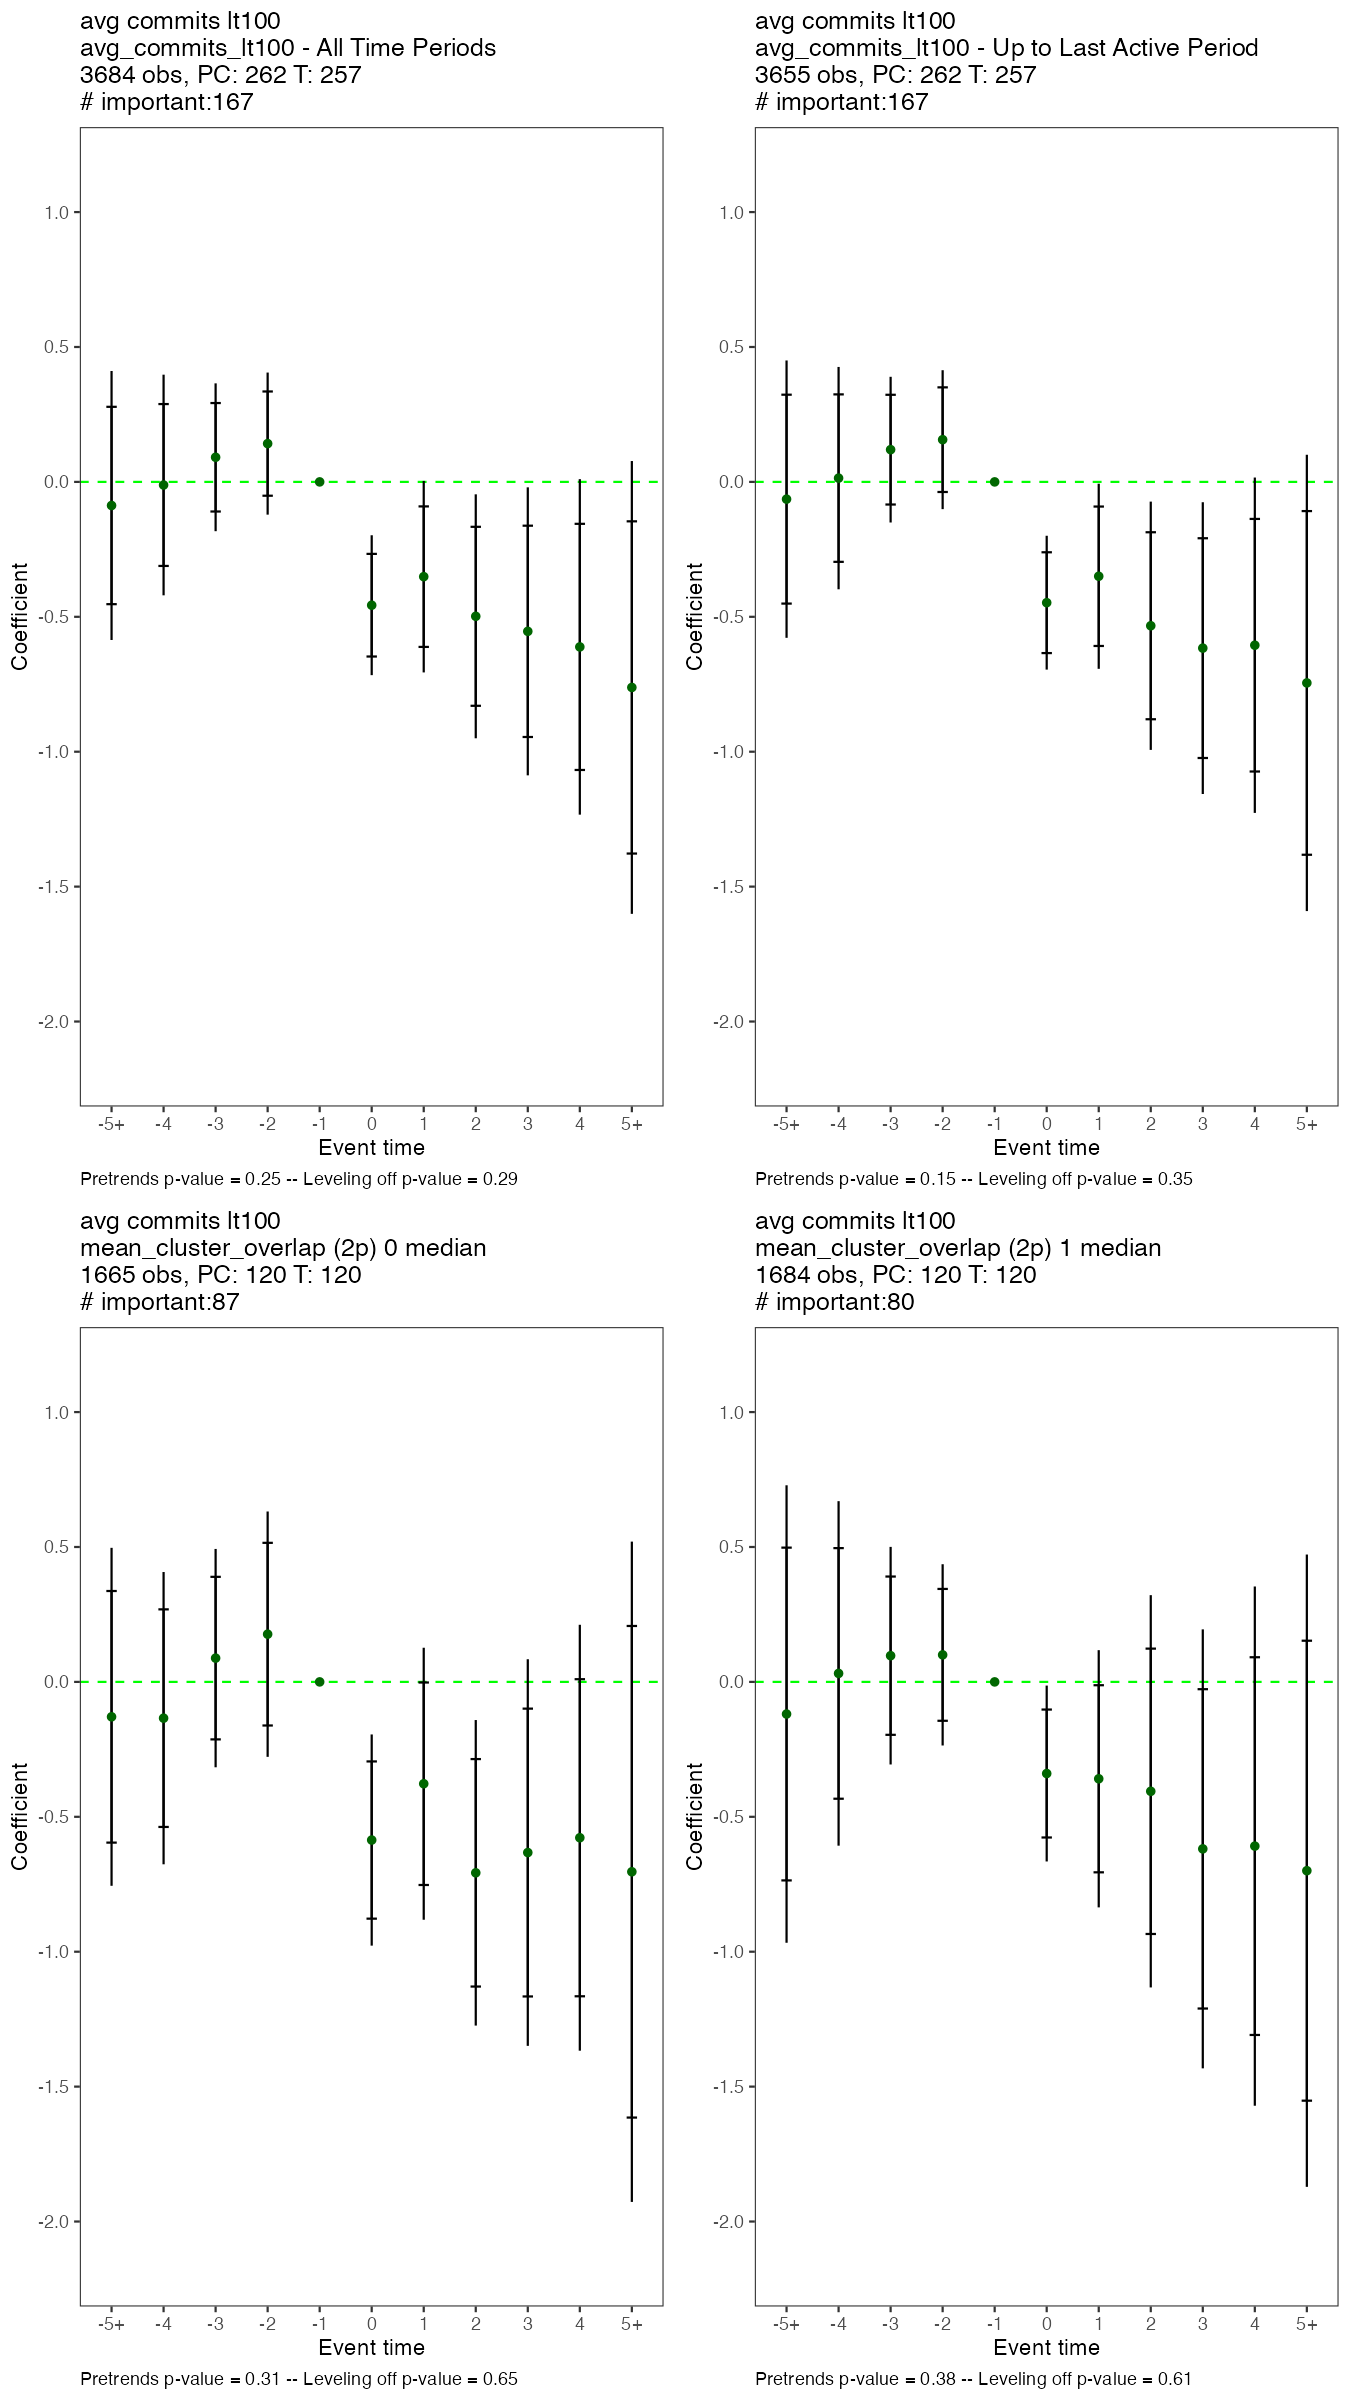 avg commits lt100
avg_commits_lt100 - All Time Periods
3684 obs, PC: 262 T: 257
# important:167
1.0
0.5
0.0
-0.5
-1.0
-1.5
-2.0
Coefficient
-5+ -4 -3 -2 -1 0 1 2 3 4 5+
Event time
Pretrends p-value = 0.25 -- Leveling off p-value = 0.29
avg commits lt100
avg_commits_lt100 - Up to Last Active Period
3655 obs, PC: 262 T: 257
# important:167
1.0
0.5
0.0
-0.5
-1.0
-1.5
-2.0
Coefficient
-5+ -4 -3 -2 -1 0 1 2 3 4 5+
Event time
Pretrends p-value = 0.15 -- Leveling off p-value = 0.35
avg commits lt100
mean_cluster_overlap (2p) 0 median
1665 obs, PC: 120 T: 120
# important:87
1.0
0.5
0.0
-0.5
-1.0
-1.5
-2.0
Coefficient
-5+ -4 -3 -2 -1 0 1 2 3 4 5+
Event time
Pretrends p-value = 0.31 -- Leveling off p-value = 0.65
avg commits lt100
mean_cluster_overlap (2p) 1 median
1684 obs, PC: 120 T: 120
# important:80
1.0
0.5
0.0
-0.5
-1.0
-1.5
-2.0
Coefficient
-5+ -4 -3 -2 -1 0 1 2 3 4 5+
Event time
Pretrends p-value = 0.38 -- Leveling off p-value = 0.61